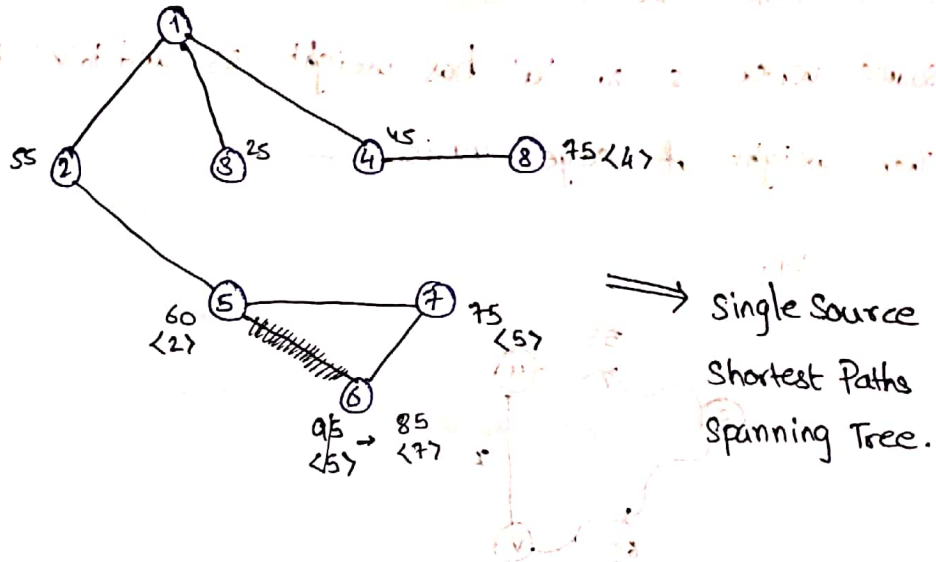 1
55 2 3 25 4 45 8 75 <4>
5 7 75
60 <5>
<2> 6
95 → 85
<5> <7>
Single Source
Shortest Paths
Spanning Tree.